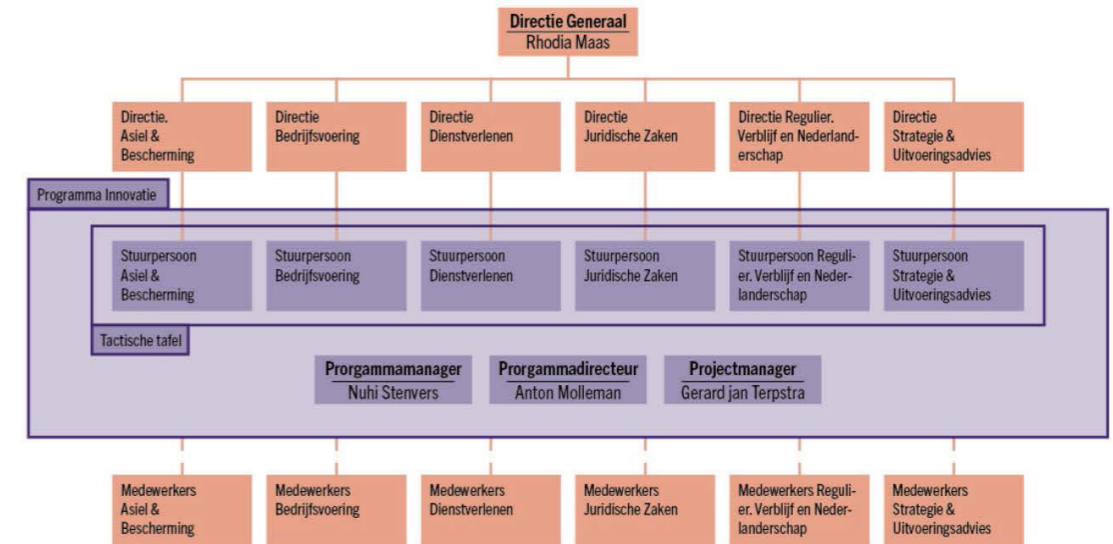 Directie Generaal
Rhodia Maas
Directie.
Asiel &
Bescherming
Directie
Bedrijfsvoering
Directie
Dienstverlenen
Directie
Juridische Zaken
Directie Regulier.
Verblijf en Nederland-
erschap
Directie
Strategie &
Uitvoeringsadvies
Programma Innovatie
Stuurpersoon
Asiel &
Bescherming
Stuurpersoon
Bedrijfsvoering
Stuurpersoon
Dienstverlenen
Stuurpersoon
Juridische Zaken
Stuurpersoon Reguli-
er. Verblijf en Neder-
landerschap
Stuurpersoon
Strategie &
Uitvoeringsadvies
Tactische tafel
Prorgammamanager
Nuhi Stenvers
Prorgammadirecteur
Anton Molleman
Projectmanager
Gerard jan Terpstra
Medewerkers
Asiel &
Bescherming
Medewerkers
Bedrijfsvoering
Medewerkers
Dienstverlenen
Medewerkers
Juridische Zaken
Medewerkers Reguli-
er. Verblijf en Neder-
landerschap
Medewerkers
Strategie &
Uitvoeringsadvies